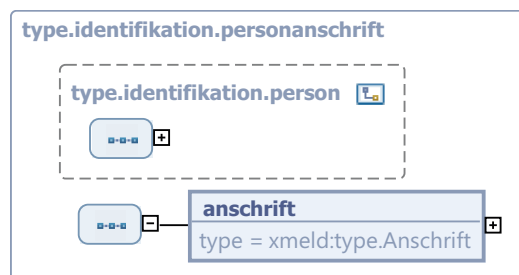 type.identifikation.personanschrift
type.identifikation.person
anschrift
type = xmeld:type.Anschrift